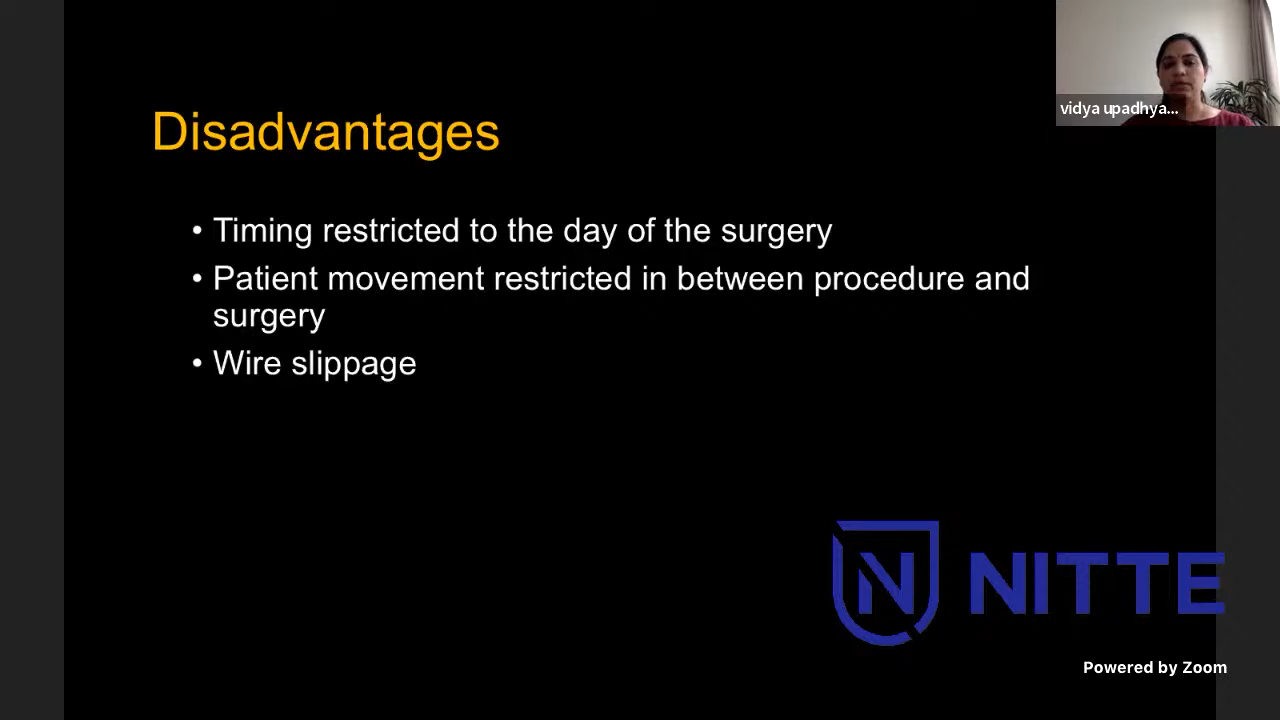 vidya upadhya...
Disadvantages
• Timing restricted to the day of the surgery
• Patient movement restricted in between procedure and
surgery
• Wire slippage
N NITTE
Powered by Zoom